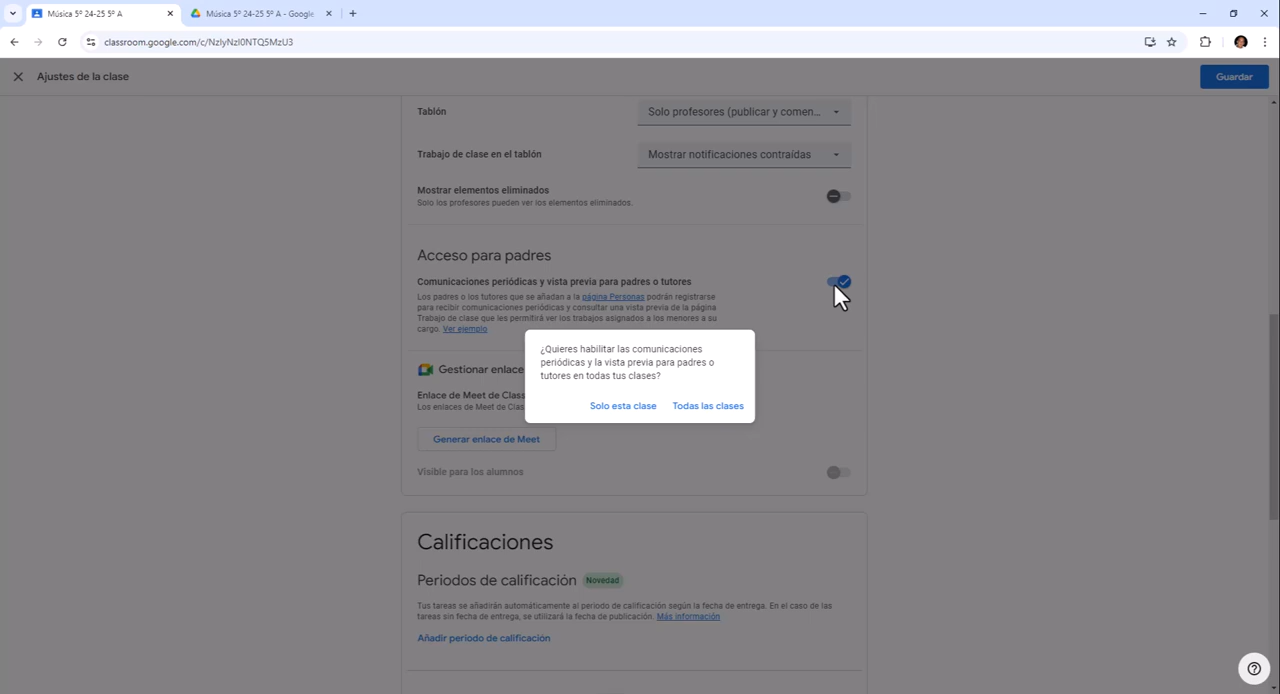 Música 5º 24-25 5º A
Música 5º 24-25 5º A - Google
classroom.google.com/c/NzIyNzI0NTQ5MzU3
Ajustes de la clase
Guardar
Tablón
Solo profesores (publicar y comen...
Trabajo de clase en el tablón
Mostrar notificaciones contraídas
Mostrar elementos eliminados
Solo los profesores pueden ver los elementos eliminados.
Acceso para padres
Comunicaciones periódicas y vista previa para padres o tutores
Los padres o los tutores que se añadan a la página Personas podrán registrarse
para recibir comunicaciones periódicas y consultar una vista previa de la página
Trabajo de clase que les permitirá ver los trabajos asignados a los menores a su
cargo. Ver ejemplo
¿Quieres habilitar las comunicaciones
periódicas y la vista previa para padres o
tutores en todas tus clases?
Solo esta clase
Todas las clases
Gestionar enlace
Enlace de Meet de Clas
Los enlaces de Meet de Clas
Generar enlace de Meet
Visible para los alumnos
Calificaciones
Periodos de calificación
Novedad
Tus tareas se añadirán automáticamente al periodo de calificación según la fecha de entrega. En el caso de las
tareas sin fecha de entrega, se utilizará la fecha de publicación. Más información
Añadir periodo de calificación